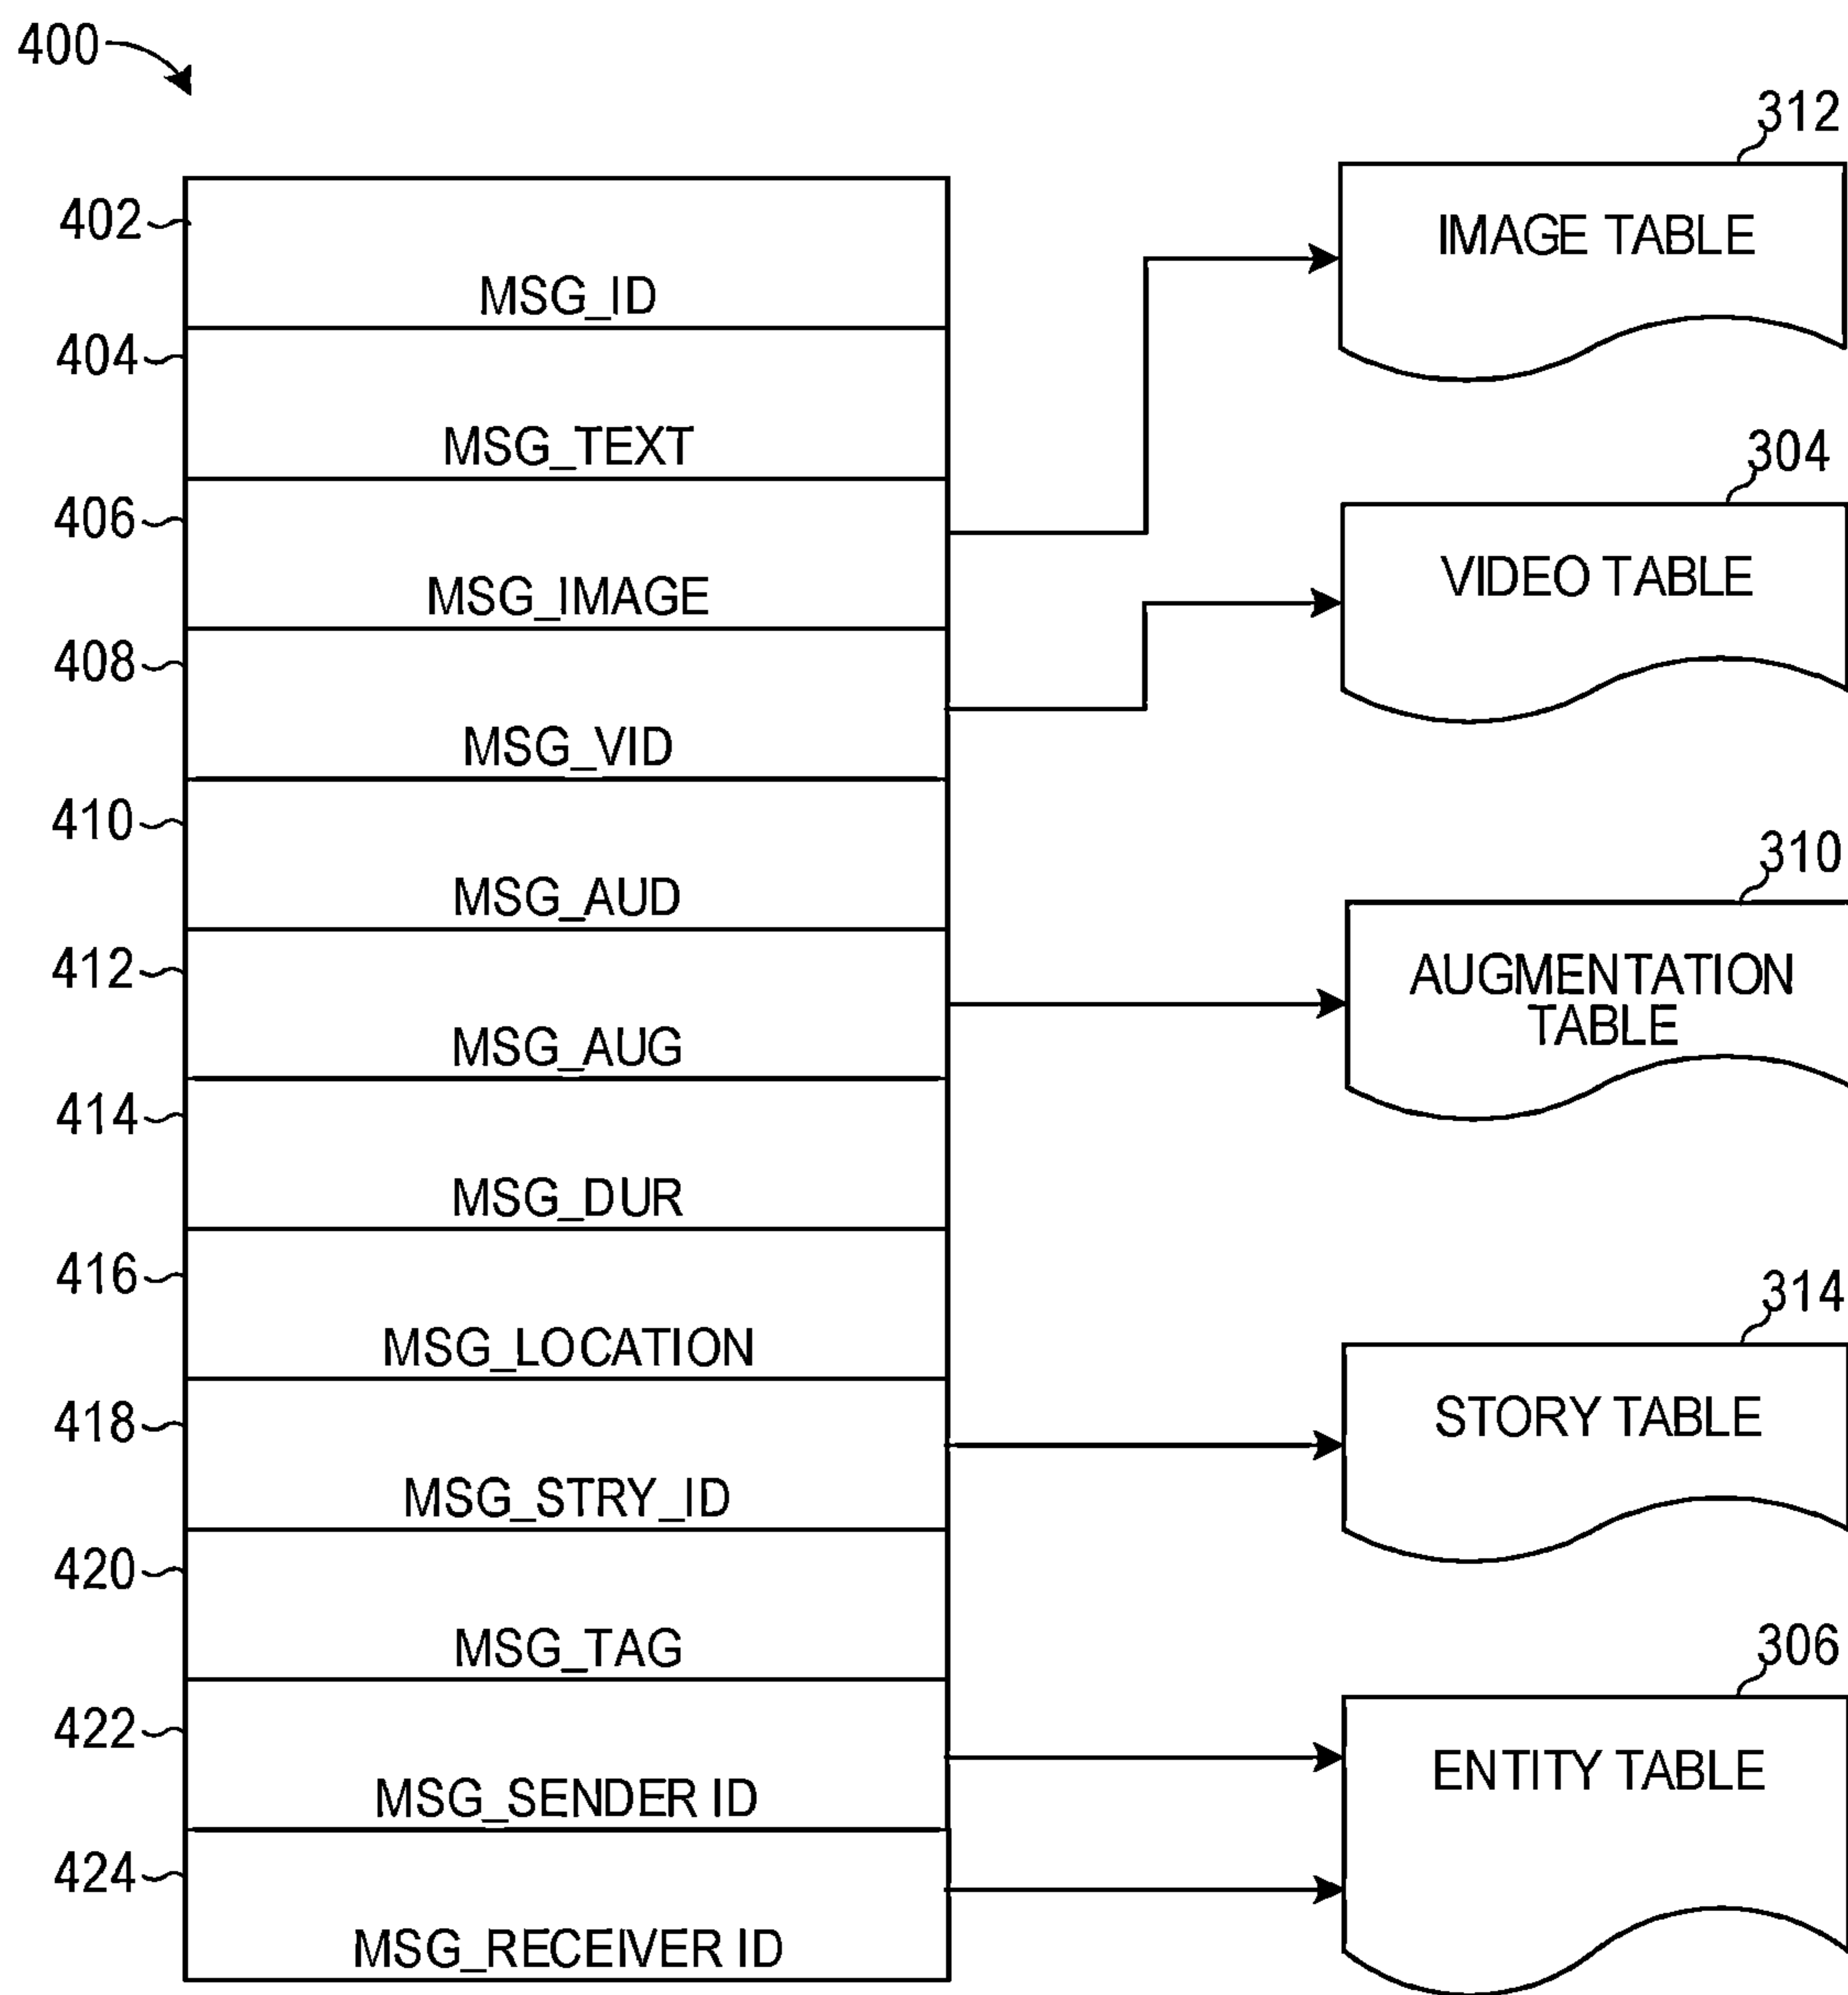 400
402
MSG_ID
404
MSG_TEXT
406
MSG_IMAGE
408
MSG_VID
410
MSG_AUD
412
MSG_AUG
414
MSG_DUR
416
MSG_LOCATION
418
MSG_STRY_ID
420
MSG_TAG
422
MSG_SENDER ID
424
MSG_RECEIVER ID
312
IMAGE TABLE
304
VIDEO TABLE
310
AUGMENTATION
TABLE
314
STORY TABLE
306
ENTITY TABLE